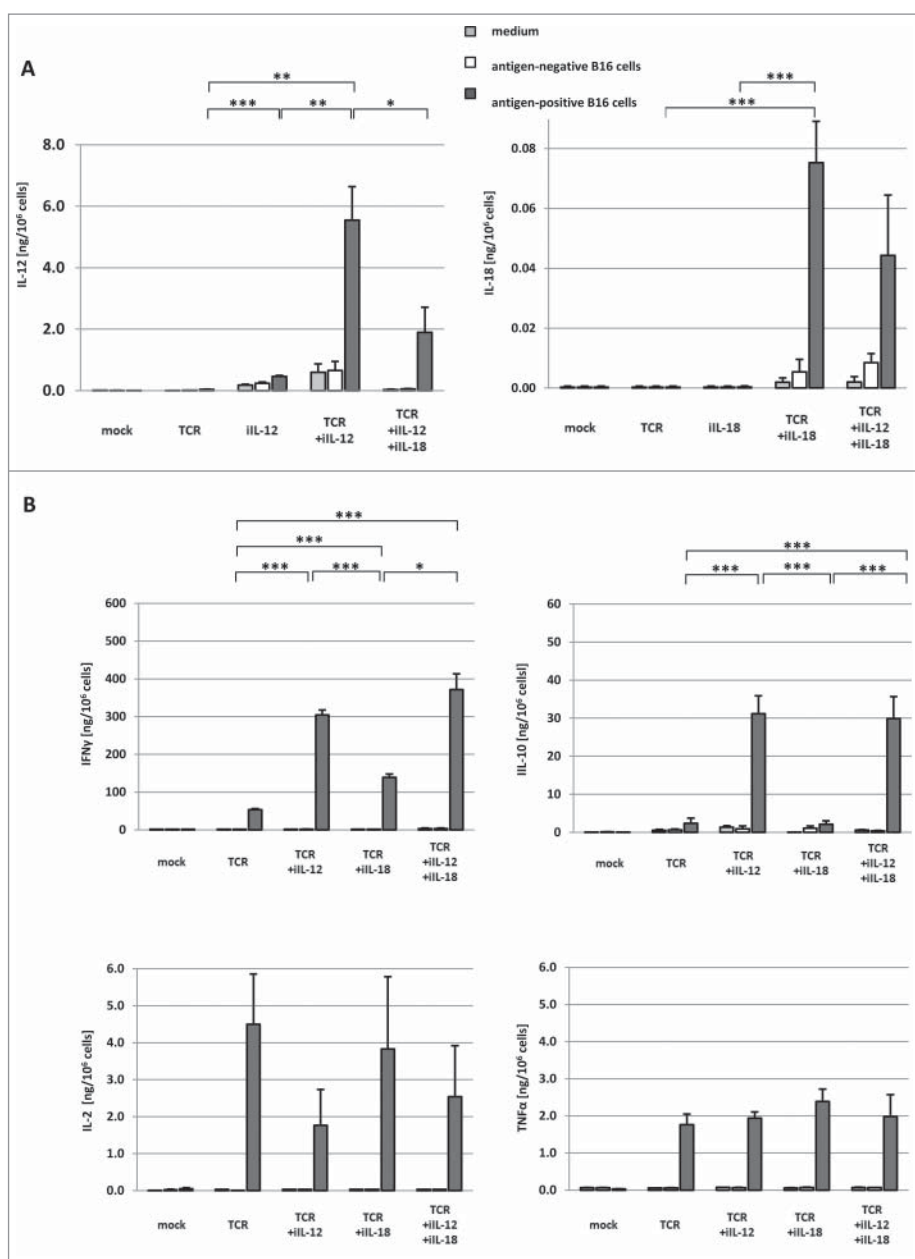 A
medium
antigen-negative B16 cells
antigen-positive B16 cells
**
*** ** *
IL-12 [ng/10⁶ cells]
8.0
6.0
4.0
2.0
0.0
mock TCR iIL-12 TCR +iIL-12 TCR +iIL-12 +iIL-18
***
***
IL-18 [ng/10⁶ cells]
0.08
0.06
0.04
0.02
0.00
mock TCR iIL-18 TCR +iIL-18 TCR +iIL-12 +iIL-18
B
***
***
*** *** *
IFNγ [ng/10⁶ cells]
600
500
400
300
200
100
0
mock TCR TCR +iIL-12 TCR +iIL-18 TCR +iIL-12 +iIL-18
***
*** *** ***
IIL-10 [ng/10⁶ cellsl]
60
50
40
30
20
10
0
mock TCR TCR +iIL-12 TCR +iIL-18 TCR +iIL-12 +iIL-18
IL-2 [ng/10⁶ cells]
6.0
5.0
4.0
3.0
2.0
1.0
0.0
mock TCR TCR +iIL-12 TCR +iIL-18 TCR +iIL-12 +iIL-18
TNFα [ng/10⁶ cells]
6.0
5.0
4.0
3.0
2.0
1.0
0.0
mock TCR TCR +iIL-12 TCR +iIL-18 TCR +iIL-12 +iIL-18